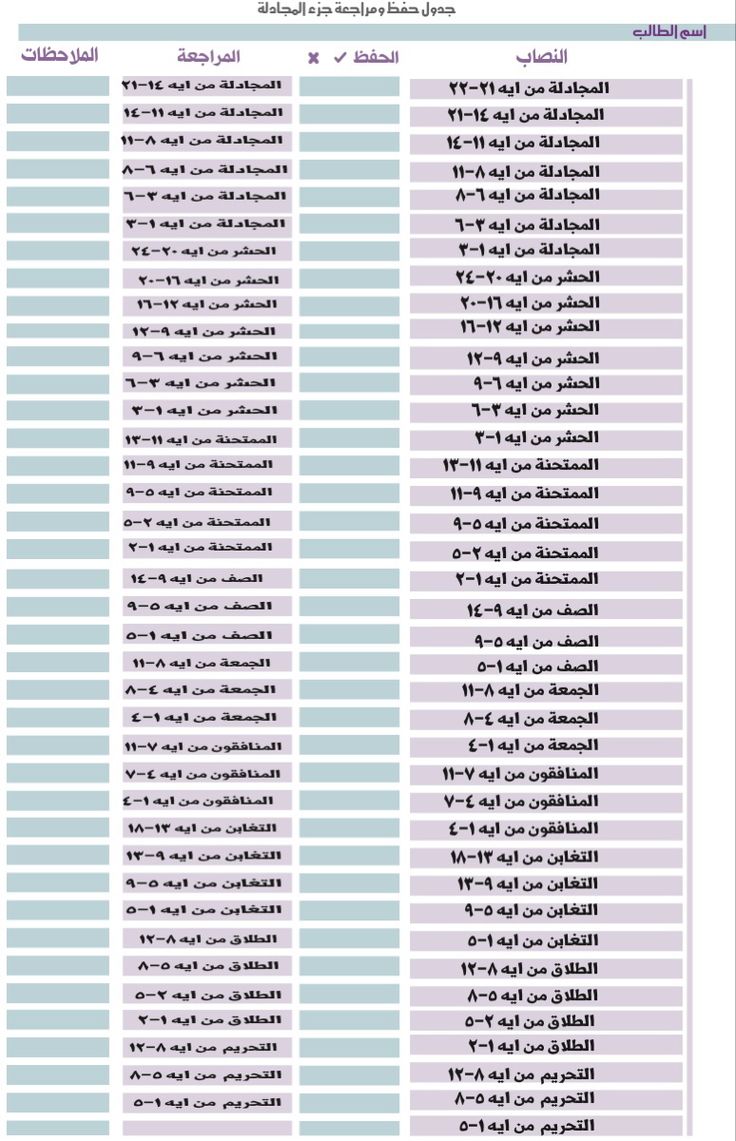 جدول حفظ ومراجعة جزء المجادلة
إسم الطالب
النصاب الحفظ ✓ ✗ المراجعة الملاحظات
المجادلة من ايه ٢١-٢٢ المجادلة من ايه ١٤-٢١
المجادلة من ايه ١٤-٢١ المجادلة من ايه ١١-١٤
المجادلة من ايه ١١-١٤ المجادلة من ايه ٨-١١
المجادلة من ايه ٨-١١ المجادلة من ايه ٦-٨
المجادلة من ايه ٦-٨ المجادلة من ايه ٣-٦
المجادلة من ايه ٣-٦ المجادلة من ايه ١-٣
المجادلة من ايه ١-٣ الحشر من ايه ٢٠-٢٤
الحشر من ايه ٢٠-٢٤ الحشر من ايه ١٦-٢٠
الحشر من ايه ١٦-٢٠ الحشر من ايه ١٢-١٦
الحشر من ايه ١٢-١٦ الحشر من ايه ٩-١٢
الحشر من ايه ٩-١٢ الحشر من ايه ٦-٩
الحشر من ايه ٦-٩ الحشر من ايه ٣-٦
الحشر من ايه ٣-٦ الحشر من ايه ١-٣
الحشر من ايه ١-٣ الممتحنة من ايه ١١-١٣
الممتحنة من ايه ١١-١٣ الممتحنة من ايه ٩-١١
الممتحنة من ايه ٩-١١ الممتحنة من ايه ٥-٩
الممتحنة من ايه ٥-٩ الممتحنة من ايه ٢-٥
الممتحنة من ايه ٢-٥ الممتحنة من ايه ١-٢
الممتحنة من ايه ١-٢ الصف من ايه ٩-١٤
الصف من ايه ٩-١٤ الصف من ايه ٥-٩
الصف من ايه ٥-٩ الصف من ايه ١-٥
الصف من ايه ١-٥ الجمعة من ايه ٨-١١
الجمعة من ايه ٨-١١ الجمعة من ايه ٤-٨
الجمعة من ايه ٤-٨ الجمعة من ايه ١-٤
الجمعة من ايه ١-٤ المنافقون من ايه ٧-١١
المنافقون من ايه ٧-١١ المنافقون من ايه ٤-٧
المنافقون من ايه ٤-٧ المنافقون من ايه ١-٤
المنافقون من ايه ١-٤ التغابن من ايه ١٣-١٨
التغابن من ايه ١٣-١٨ التغابن من ايه ٩-١٣
التغابن من ايه ٩-١٣ التغابن من ايه ٥-٩
التغابن من ايه ٥-٩ التغابن من ايه ١-٥
التغابن من ايه ١-٥ الطلاق من ايه ٨-١٢
الطلاق من ايه ٨-١٢ الطلاق من ايه ٥-٨
الطلاق من ايه ٥-٨ الطلاق من ايه ٢-٥
الطلاق من ايه ٢-٥ الطلاق من ايه ١-٢
الطلاق من ايه ١-٢ التحريم من ايه ٨-١٢
التحريم من ايه ٨-١٢ التحريم من ايه ٥-٨
التحريم من ايه ٥-٨ التحريم من ايه ١-٥
التحريم من ايه ١-٥